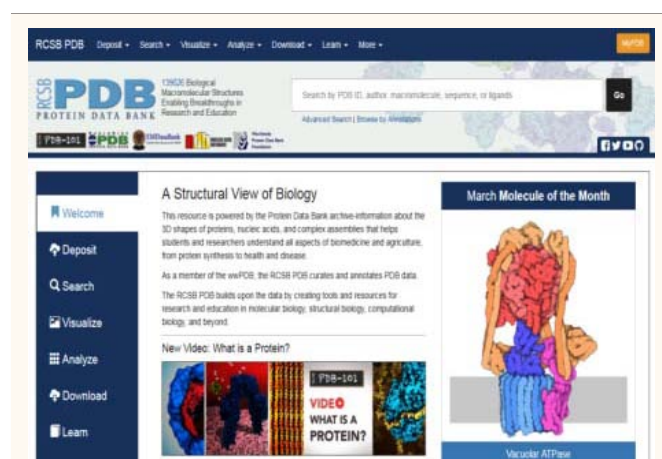 RCSB PDB Deposit Search Visualize Analyze Download Learn More MyPDB
RCSB PDB
PROTEIN DATA BANK
Biological
Macromolecular Structures
Enabling Breakthroughs in
Research and Education
Search by PDB ID, author, macromolecule, sequence, or ligands
Go
Advanced Search | Browse by Annotations
PDB-101 PDB EMDataBank
Worldwide
Protein Data Bank
Foundation
Welcome
Deposit
Search
Visualize
Analyze
Download
Learn
A Structural View of Biology
This resource is powered by the Protein Data Bank archive-information about the
3D shapes of proteins, nucleic acids, and complex assemblies that helps
students and researchers understand all aspects of biomedicine and agriculture,
from protein synthesis to health and disease.
As a member of the wwPDB, the RCSB PDB curates and annotates PDB data.
The RCSB PDB builds upon the data by creating tools and resources for
research and education in molecular biology, structural biology, computational
biology, and beyond.
New Video: What is a Protein?
PDB-101
VIDEO
WHAT IS A
PROTEIN?
March Molecule of the Month
Vacuolar ATPase